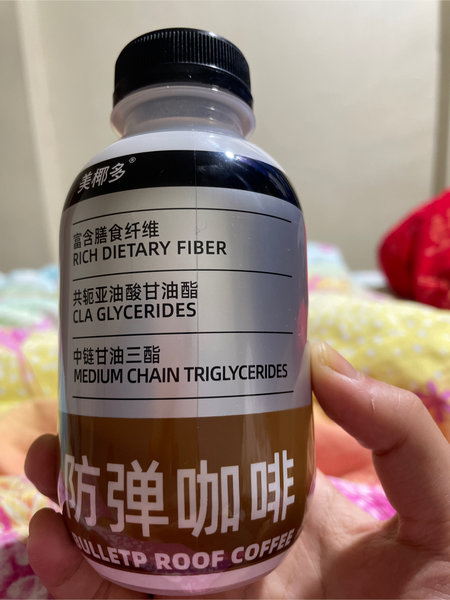 美椰多®
富含膳食纤维
RICH DIETARY FIBER
共轭亚油酸甘油酯
CLA GLYCERIDES
中链甘油三酯
MEDIUM CHAIN TRIGLYCERIDES
防弹咖啡
BULLETP ROOF COFFEE